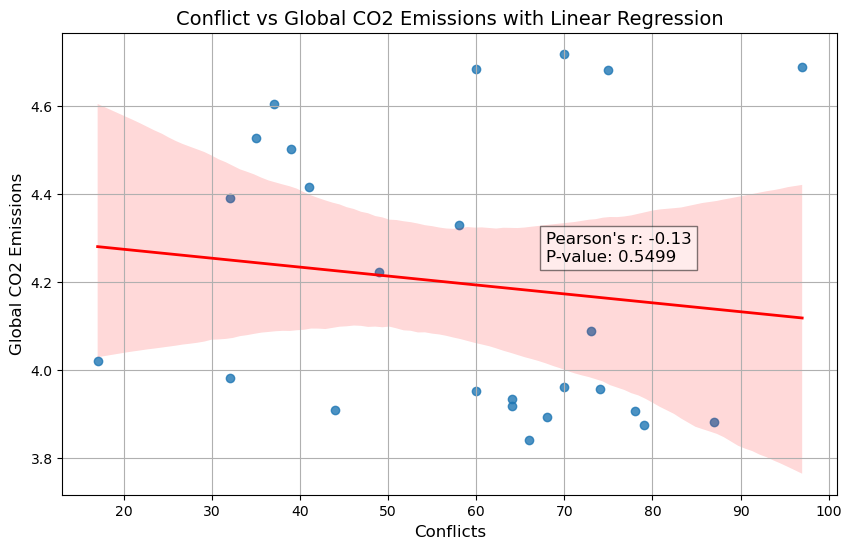 Conflict vs Global CO2 Emissions with Linear Regression
Global CO2 Emissions
4.6
4.4
4.2
4.0
3.8
Pearson's r: -0.13
P-value: 0.5499
20 30 40 50 60 70 80 90 100
Conflicts